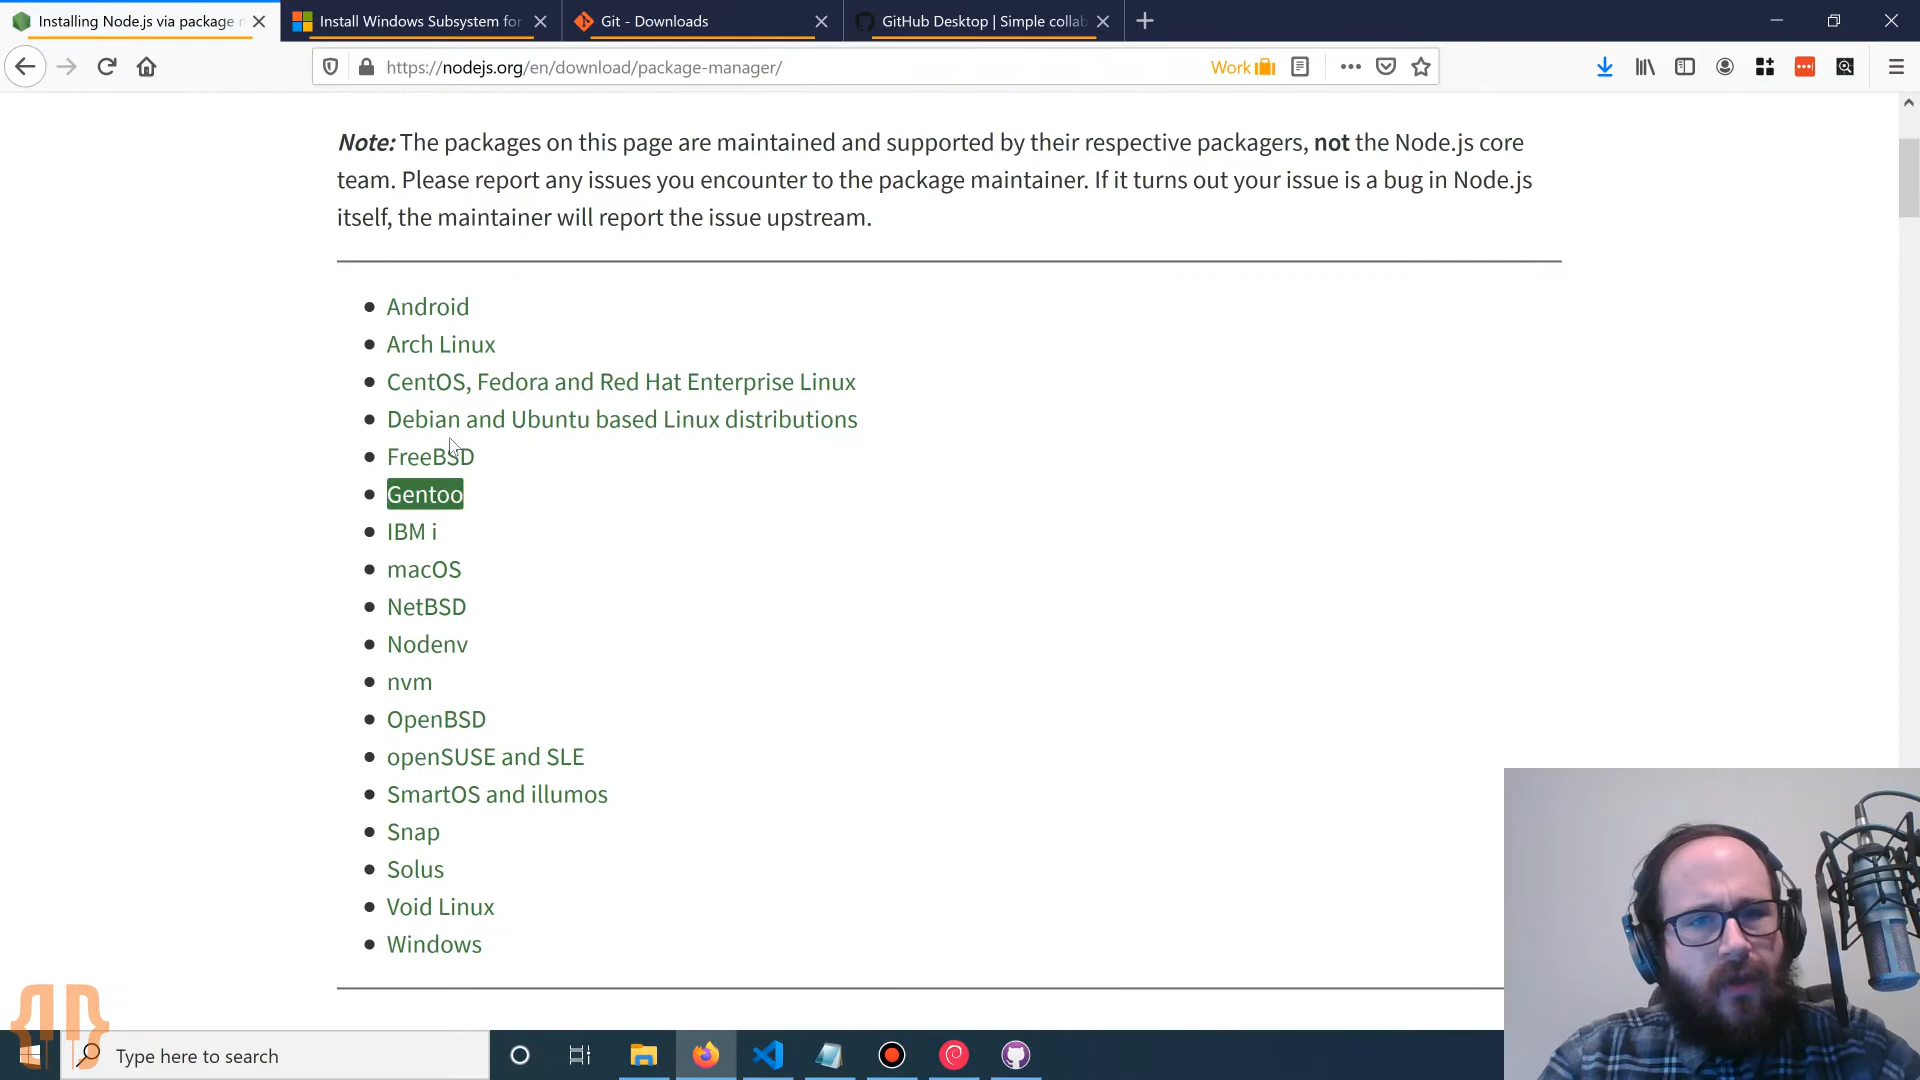 Installing Node.js via package m
Install Windows Subsystem for
Git - Downloads
GitHub Desktop | Simple collab
https://nodejs.org/en/download/package-manager/
Work
Note: The packages on this page are maintained and supported by their respective packagers, not the Node.js core
team. Please report any issues you encounter to the package maintainer. If it turns out your issue is a bug in Node.js
itself, the maintainer will report the issue upstream.
Android
Arch Linux
CentOS, Fedora and Red Hat Enterprise Linux
Debian and Ubuntu based Linux distributions
FreeBSD
Gentoo
IBM i
macOS
NetBSD
Nodenv
nvm
OpenBSD
openSUSE and SLE
SmartOS and illumos
Snap
Solus
Void Linux
Windows
Type here to search